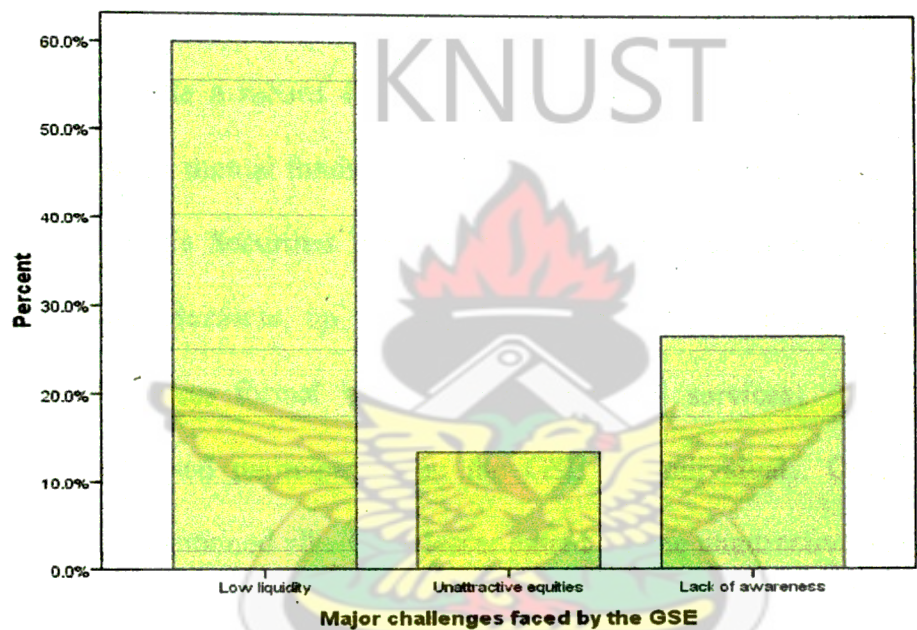 KNUST
60.0%
50.0%
40.0%
30.0%
20.0%
10.0%
0.0%
Percent
Low liquidity
Unattractive equities
Lack of awareness
Major challenges faced by the GSE